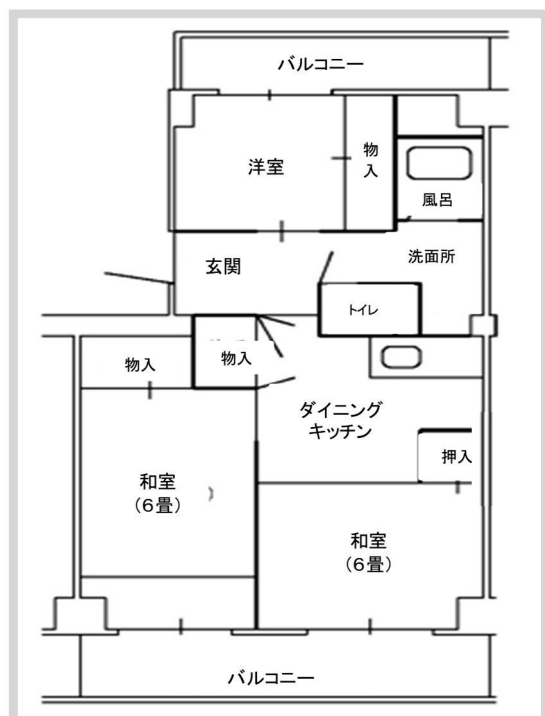 バルコニー
洋室
物
入
風呂
玄関
洗面所
トイレ
物入
物入
ダイニング
キッチン
押入
和室
（6畳）
和室
（6畳）
バルコニー